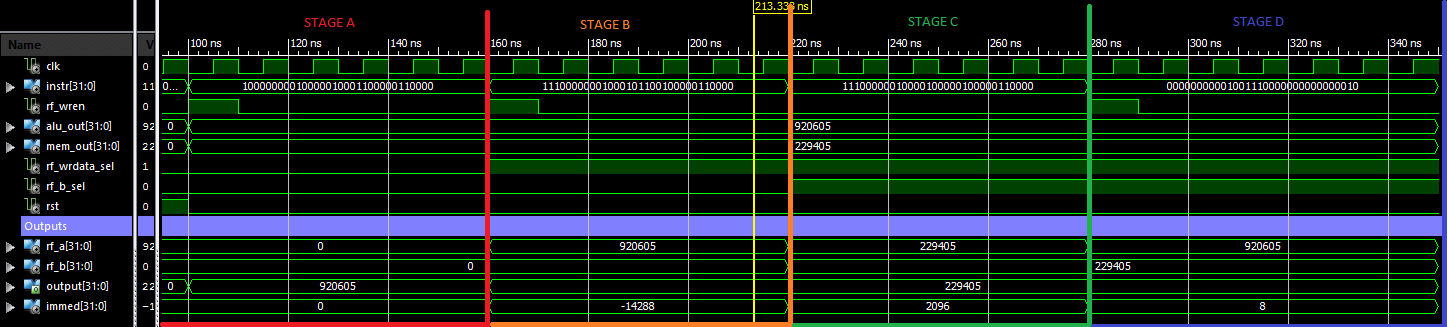 213.333 ns
STAGE A STAGE B STAGE C STAGE D
Name V 100 ns 120 ns 140 ns 160 ns 180 ns 200 ns 220 ns 240 ns 260 ns 280 ns 300 ns 320 ns 340 ns
clk 0
instr[31:0] 11 0...
rf_wren 0
alu_out[31:0] 92 0 920605
mem_out[31:0] 22 0 229405
rf_wrdata_sel 1
rf_b_sel 0
rst 0
Outputs
rf_a[31:0] 92 0 920605 229405 920605
rf_b[31:0] 0 0 229405
output[31:0] 22 0 920605 229405
immed[31:0] -1 0 -14288 2096 8